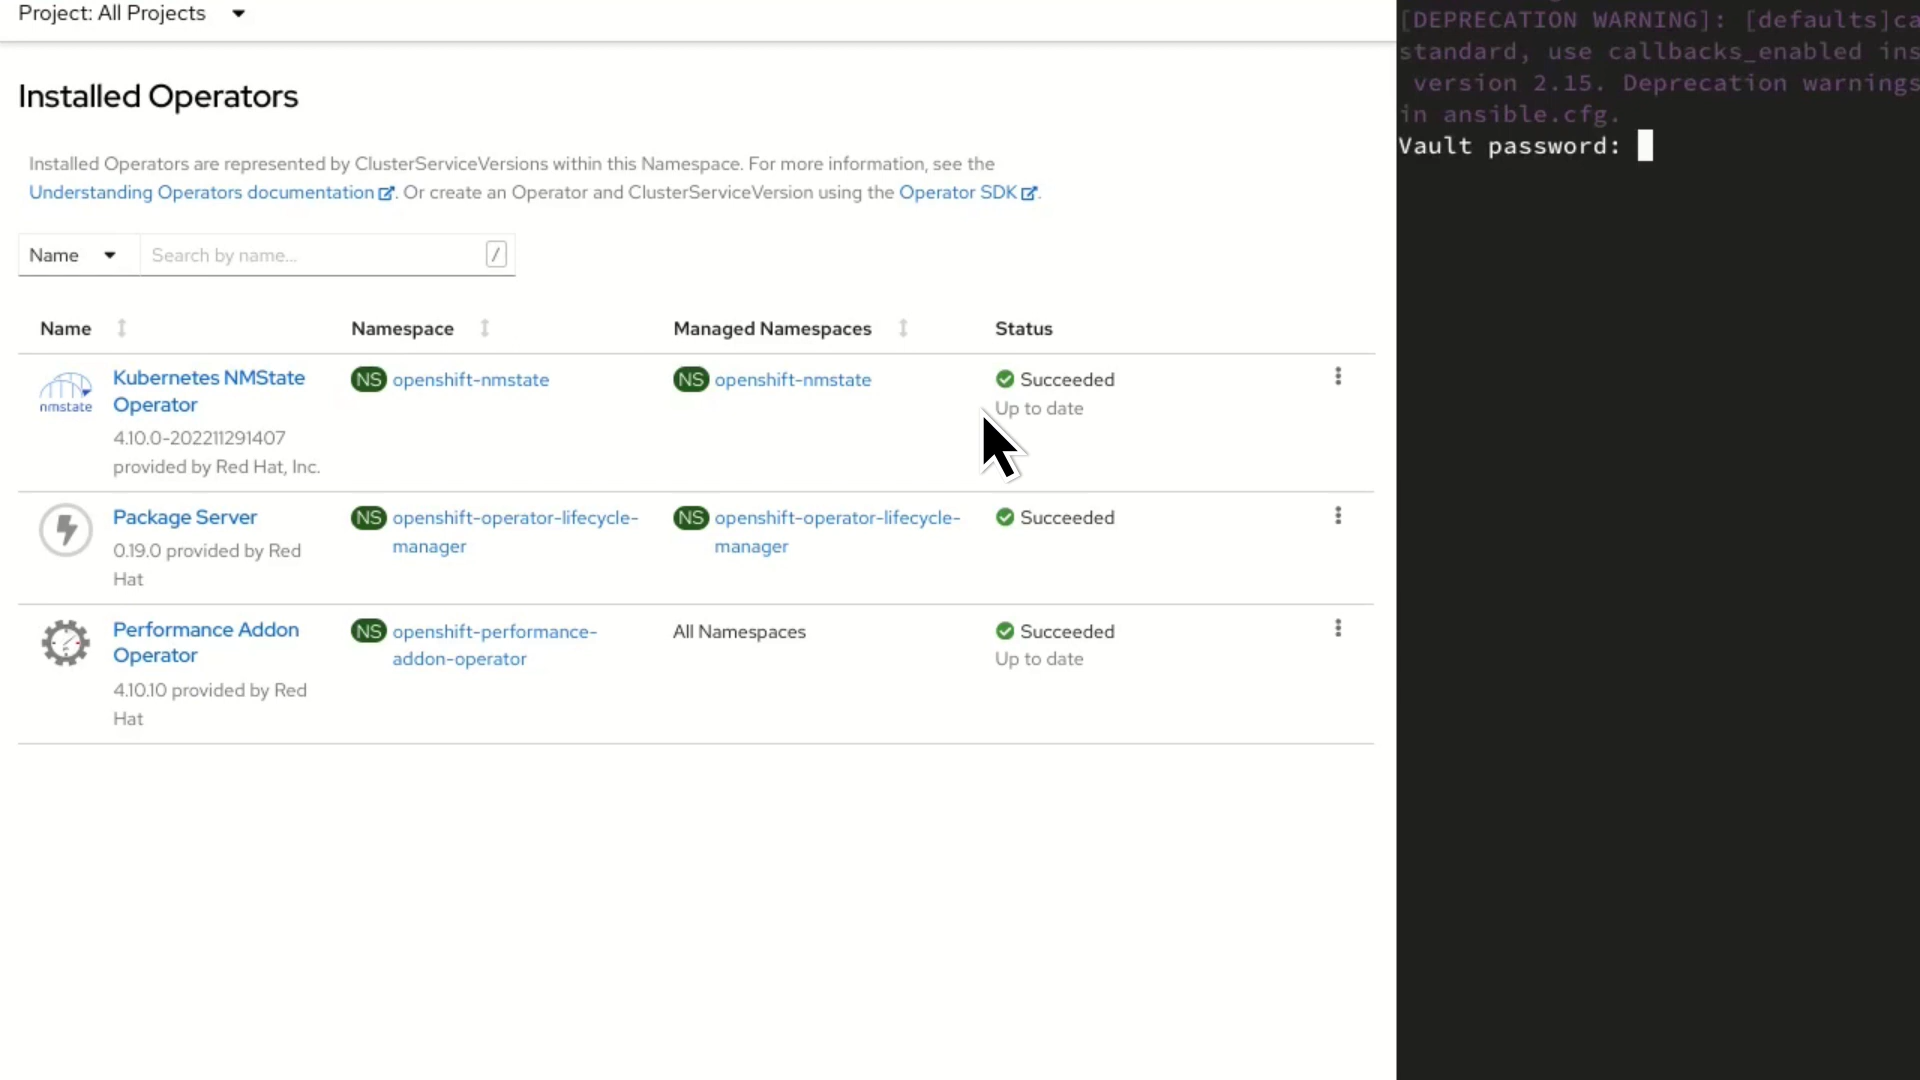 Project: All Projects
Installed Operators
Installed Operators are represented by ClusterServiceVersions within this Namespace. For more information, see the
Understanding Operators documentation. Or create an Operator and ClusterServiceVersion using the Operator SDK.
Name
Search by name...
/
Name Namespace Managed Namespaces Status
nmstate
Kubernetes NMState
Operator
4.10.0-202211291407
provided by Red Hat, Inc.
NS openshift-nmstate
NS openshift-nmstate
Succeeded
Up to date
Package Server
0.19.0 provided by Red
Hat
NS openshift-operator-lifecycle-
manager
NS openshift-operator-lifecycle-
manager
Succeeded
Performance Addon
Operator
4.10.10 provided by Red
Hat
NS openshift-performance-
addon-operator
All Namespaces
Succeeded
Up to date
[DEPRECATION WARNING]: [defaults]ca
standard, use callbacks_enabled ins
version 2.15. Deprecation warnings
in ansible.cfg.
Vault password: